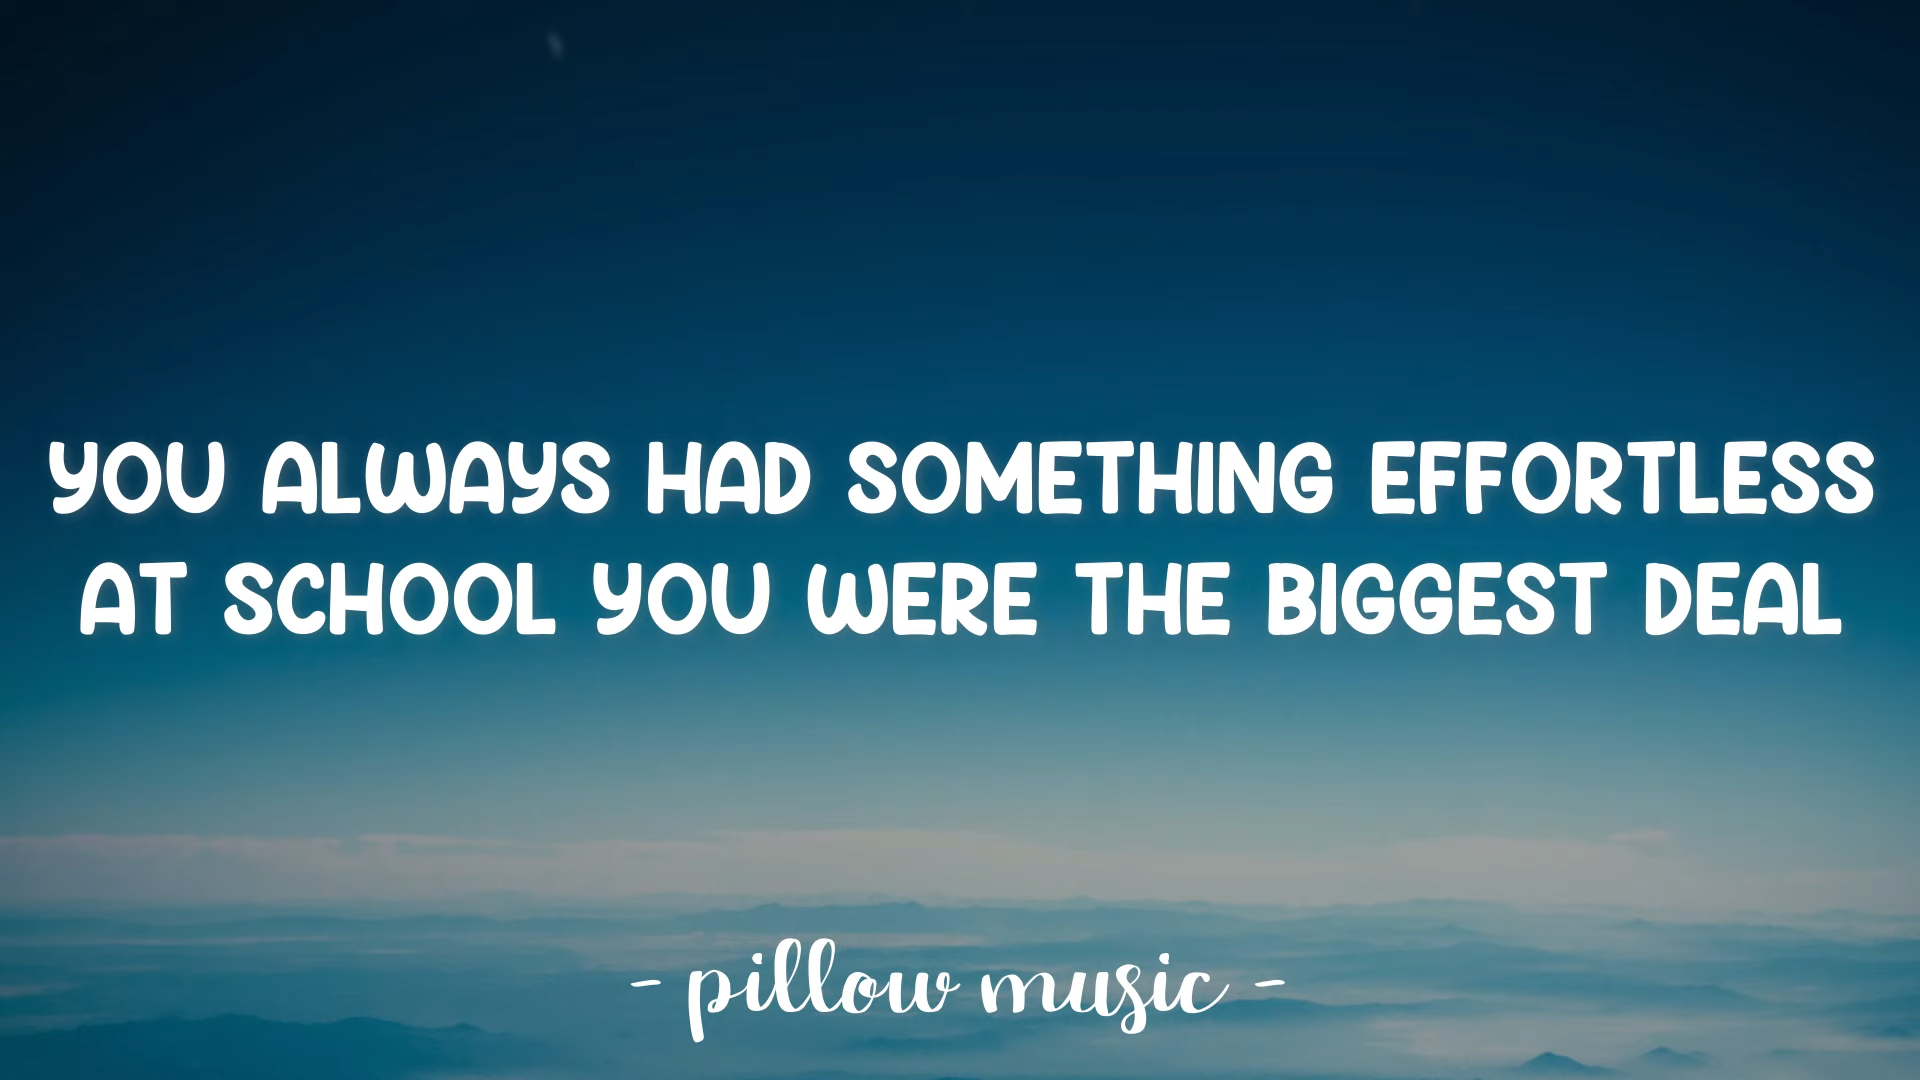 YOU ALWAYS HAD SOMETHING EFFORTLESS
AT SCHOOL YOU WERE THE BIGGEST DEAL
- pillow music -